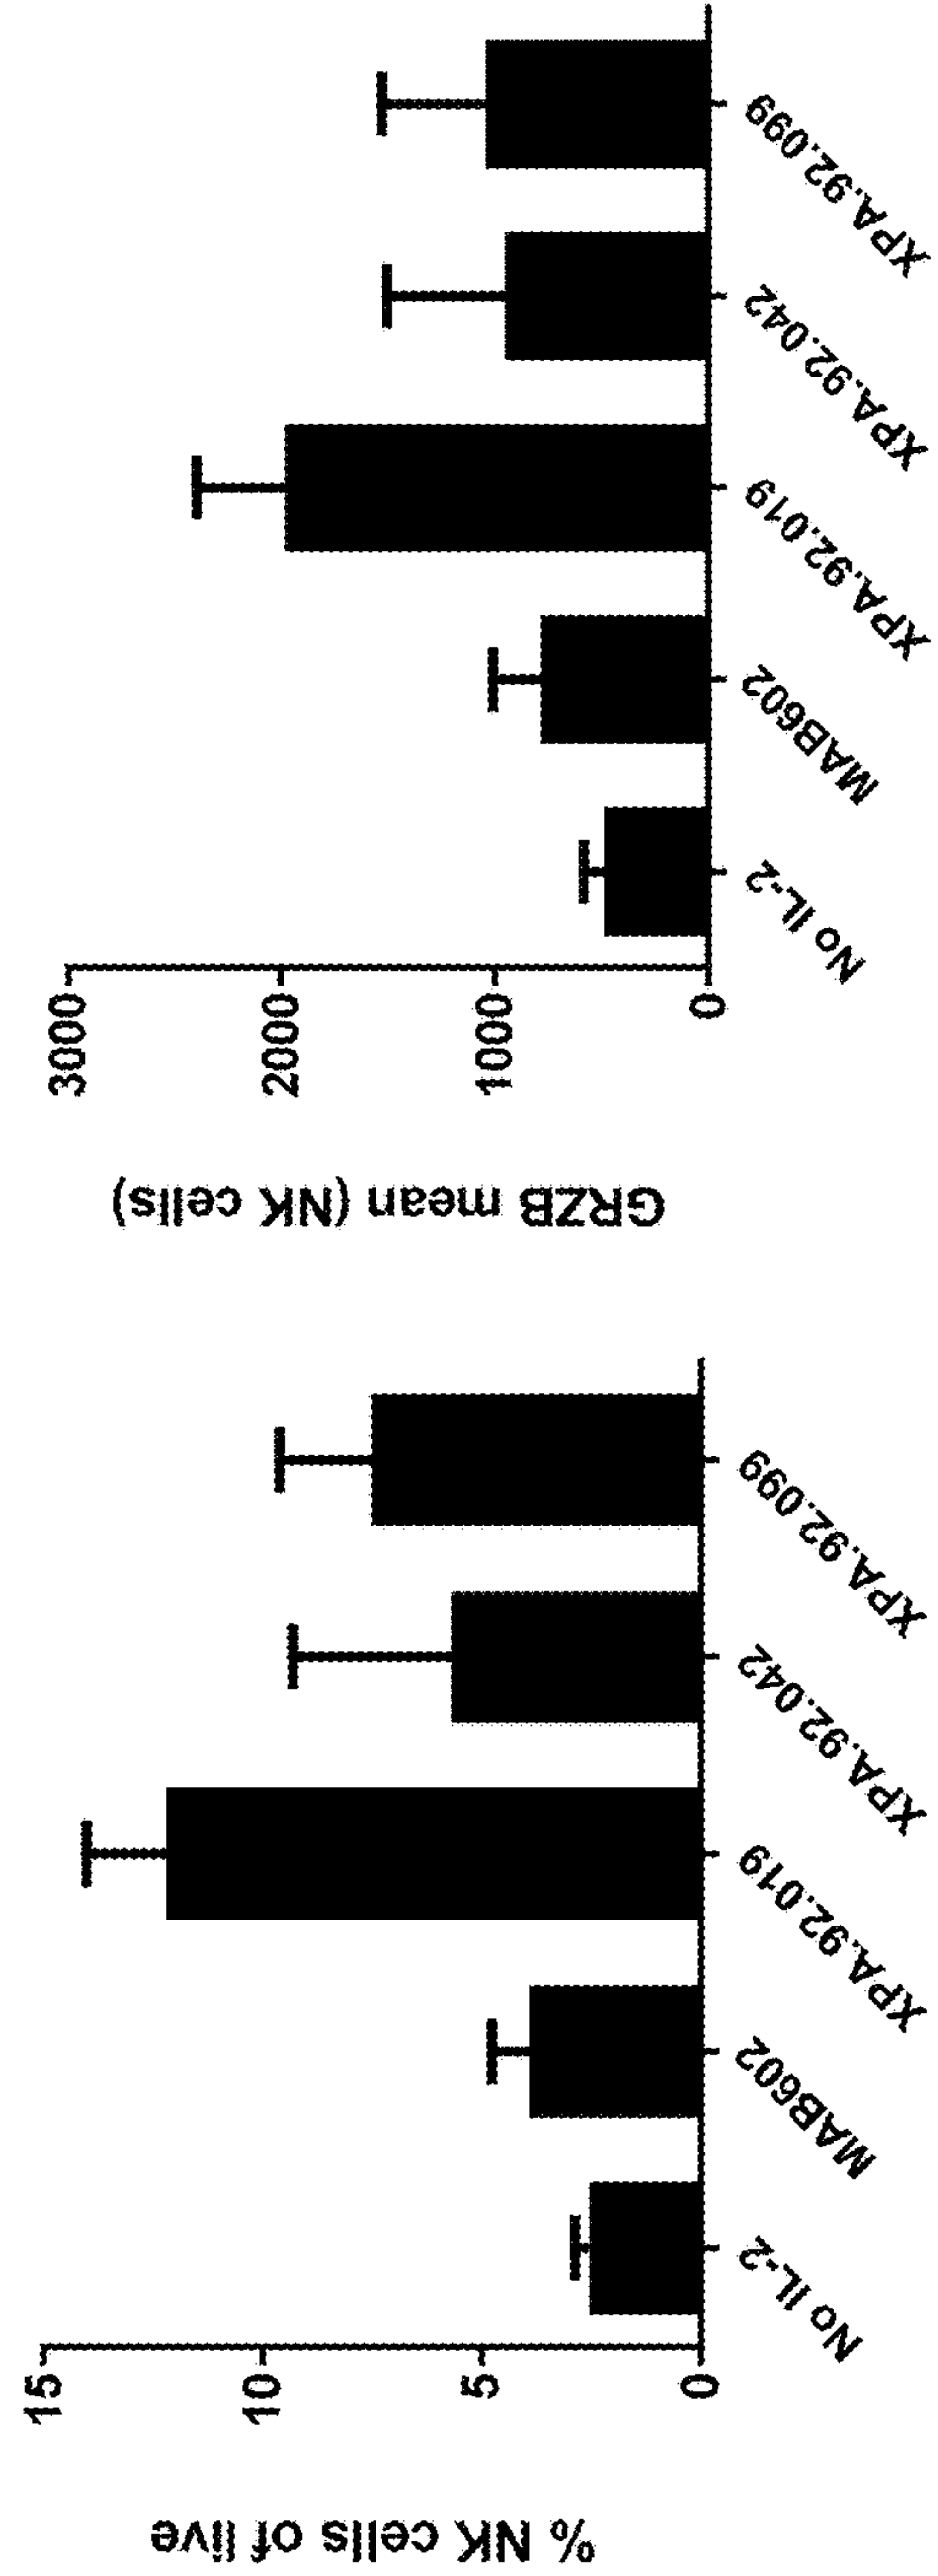 % NK cells of live
15
10
5
0
No IL-2
MAB602
XPA.92.019
XPA.92.042
XPA.92.099
GRZB mean (NK cells)
3000
2000
1000
0
No IL-2
MAB602
XPA.92.019
XPA.92.042
XPA.92.099